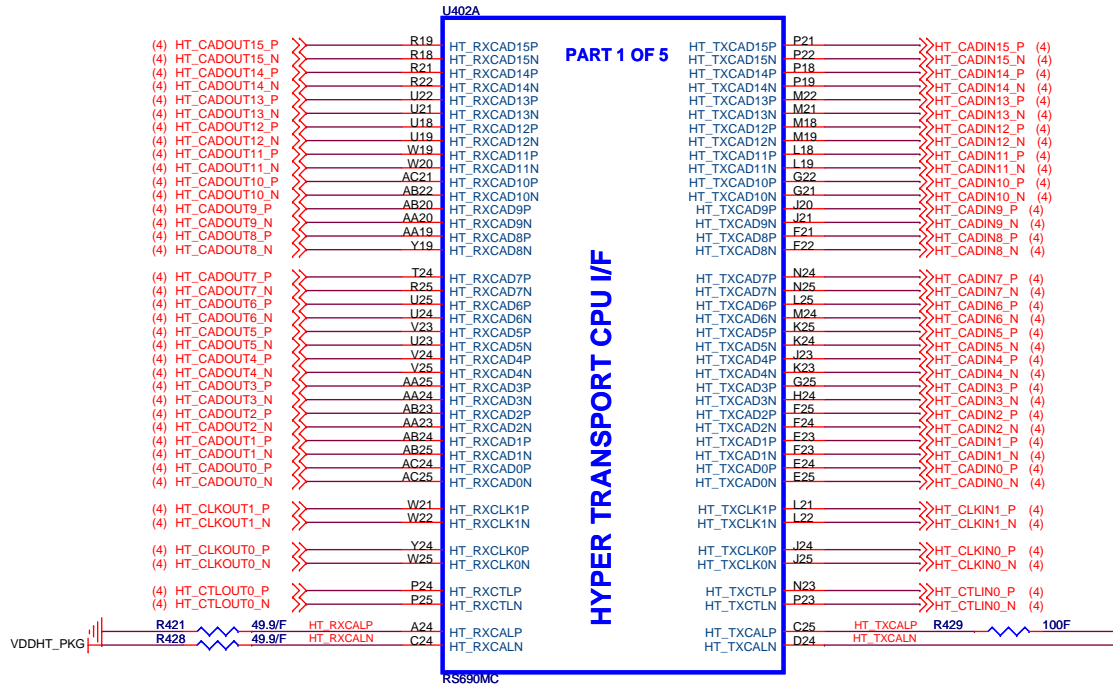 U402A
PART 1 OF 5
(4) HT_CADOUT15_P R19 HT_RXCAD15P HT_TXCAD15P P21 HT_CADIN15_P (4)
(4) HT_CADOUT15_N R18 HT_RXCAD15N HT_TXCAD15N P22 HT_CADIN15_N (4)
(4) HT_CADOUT14_P R21 HT_RXCAD14P HT_TXCAD14P P18 HT_CADIN14_P (4)
(4) HT_CADOUT14_N R22 HT_RXCAD14N HT_TXCAD14N P19 HT_CADIN14_N (4)
(4) HT_CADOUT13_P U22 HT_RXCAD13P HT_TXCAD13P M22 HT_CADIN13_P (4)
(4) HT_CADOUT13_N U21 HT_RXCAD13N HT_TXCAD13N M21 HT_CADIN13_N (4)
(4) HT_CADOUT12_P U18 HT_RXCAD12P HT_TXCAD12P M18 HT_CADIN12_P (4)
(4) HT_CADOUT12_N U19 HT_RXCAD12N HT_TXCAD12N M19 HT_CADIN12_N (4)
(4) HT_CADOUT11_P W19 HT_RXCAD11P HT_TXCAD11P L18 HT_CADIN11_P (4)
(4) HT_CADOUT11_N W20 HT_RXCAD11N HT_TXCAD11N L19 HT_CADIN11_N (4)
(4) HT_CADOUT10_P AC21 HT_RXCAD10P HT_TXCAD10P G22 HT_CADIN10_P (4)
(4) HT_CADOUT10_N AB22 HT_RXCAD10N HT_TXCAD10N G21 HT_CADIN10_N (4)
(4) HT_CADOUT9_P AB20 HT_RXCAD9P HT_TXCAD9P J20 HT_CADIN9_P (4)
(4) HT_CADOUT9_N AA20 HT_RXCAD9N HT_TXCAD9N J21 HT_CADIN9_N (4)
(4) HT_CADOUT8_P AA19 HT_RXCAD8P HT_TXCAD8P F21 HT_CADIN8_P (4)
(4) HT_CADOUT8_N Y19 HT_RXCAD8N HT_TXCAD8N F22 HT_CADIN8_N (4)
(4) HT_CADOUT7_P T24 HT_RXCAD7P HT_TXCAD7P N24 HT_CADIN7_P (4)
(4) HT_CADOUT7_N R25 HT_RXCAD7N HT_TXCAD7N N25 HT_CADIN7_N (4)
(4) HT_CADOUT6_P U25 HT_RXCAD6P HT_TXCAD6P L25 HT_CADIN6_P (4)
(4) HT_CADOUT6_N U24 HT_RXCAD6N HT_TXCAD6N M24 HT_CADIN6_N (4)
(4) HT_CADOUT5_P V23 HT_RXCAD5P HT_TXCAD5P K25 HT_CADIN5_P (4)
(4) HT_CADOUT5_N U23 HT_RXCAD5N HT_TXCAD5N K24 HT_CADIN5_N (4)
(4) HT_CADOUT4_P V24 HT_RXCAD4P HT_TXCAD4P J23 HT_CADIN4_P (4)
(4) HT_CADOUT4_N V25 HT_RXCAD4N HT_TXCAD4N K23 HT_CADIN4_N (4)
(4) HT_CADOUT3_P AA25 HT_RXCAD3P HT_TXCAD3P G25 HT_CADIN3_P (4)
(4) HT_CADOUT3_N AA24 HT_RXCAD3N HT_TXCAD3N H24 HT_CADIN3_N (4)
(4) HT_CADOUT2_P AB23 HT_RXCAD2P HT_TXCAD2P F25 HT_CADIN2_P (4)
(4) HT_CADOUT2_N AA23 HT_RXCAD2N HT_TXCAD2N F24 HT_CADIN2_N (4)
(4) HT_CADOUT1_P AB24 HT_RXCAD1P HT_TXCAD1P E23 HT_CADIN1_P (4)
(4) HT_CADOUT1_N AB25 HT_RXCAD1N HT_TXCAD1N F23 HT_CADIN1_N (4)
(4) HT_CADOUT0_P AC24 HT_RXCAD0P HT_TXCAD0P E24 HT_CADIN0_P (4)
(4) HT_CADOUT0_N AC25 HT_RXCAD0N HT_TXCAD0N E25 HT_CADIN0_N (4)
HYPER TRANSPORT CPU I/F
(4) HT_CLKOUT1_P W21 HT_RXCLK1P HT_TXCLK1P L21 HT_CLKIN1_P (4)
(4) HT_CLKOUT1_N W22 HT_RXCLK1N HT_TXCLK1N L22 HT_CLKIN1_N (4)
(4) HT_CLKOUT0_P Y24 HT_RXCLK0P HT_TXCLK0P J24 HT_CLKIN0_P (4)
(4) HT_CLKOUT0_N W25 HT_RXCLK0N HT_TXCLK0N J25 HT_CLKIN0_N (4)
(4) HT_CTLOUT0_P P24 HT_RXCTLP HT_TXCTLP N23 HT_CTLIN0_P (4)
(4) HT_CTLOUT0_N P25 HT_RXCTLN HT_TXCTLN P23 HT_CTLIN0_N (4)
R421 49.9/F HT_RXCALP A24 HT_RXCALP HT_TXCALP C25 HT_TXCALP R429 100F
VDDHT_PKG R428 49.9/F HT_RXCALN C24 HT_RXCALN HT_TXCALN D24 HT_TXCALN
RS690MC